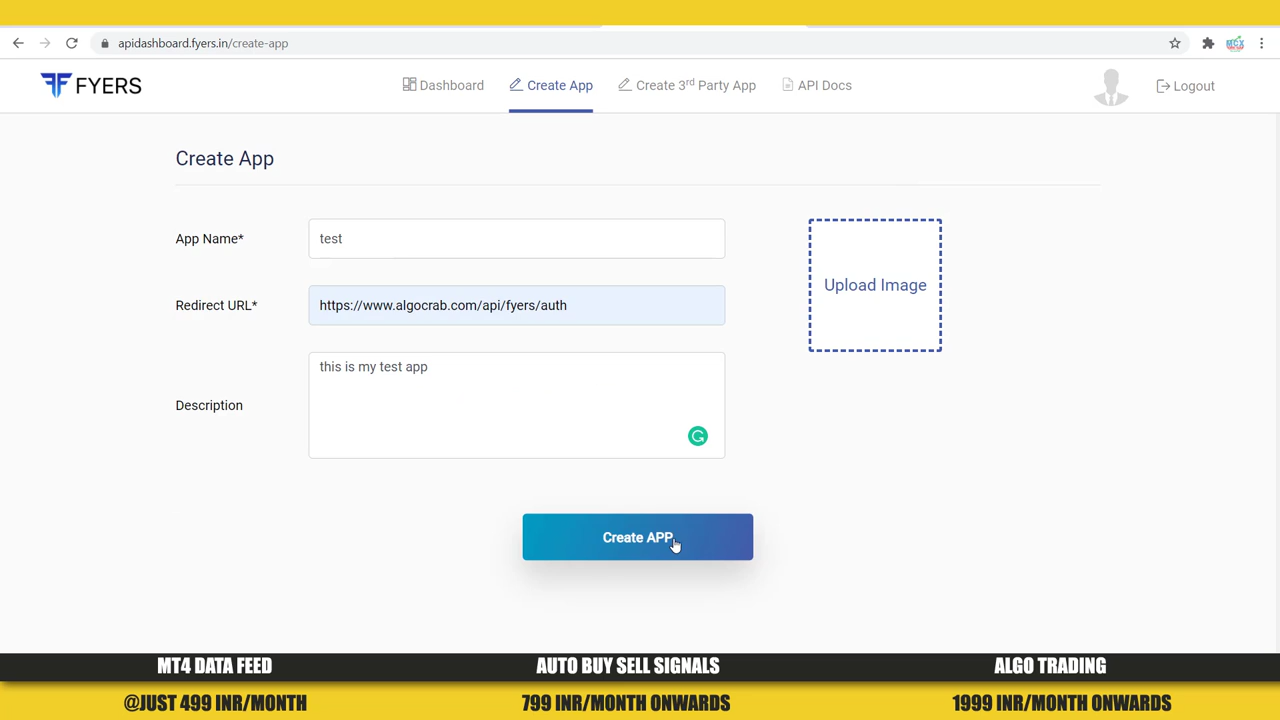 apidashboard.fyers.in/create-app
FYERS
Dashboard
Create App
Create 3rd Party App
API Docs
Logout
Create App
App Name*
test
Upload Image
Redirect URL*
https://www.algocrab.com/api/fyers/auth
Description
this is my test app
Create APP
MT4 DATA FEED
AUTO BUY SELL SIGNALS
ALGO TRADING
@JUST 499 INR/MONTH
799 INR/MONTH ONWARDS
1999 INR/MONTH ONWARDS